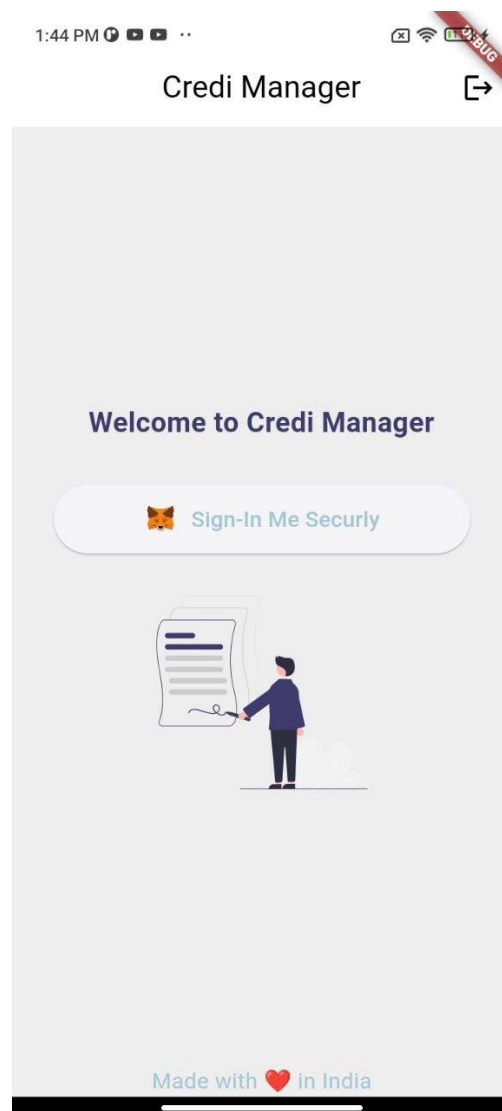 1:44 PM
DEBUG
Credi Manager
Welcome to Credi Manager
Sign-In Me Securly
Made with ❤️ in India